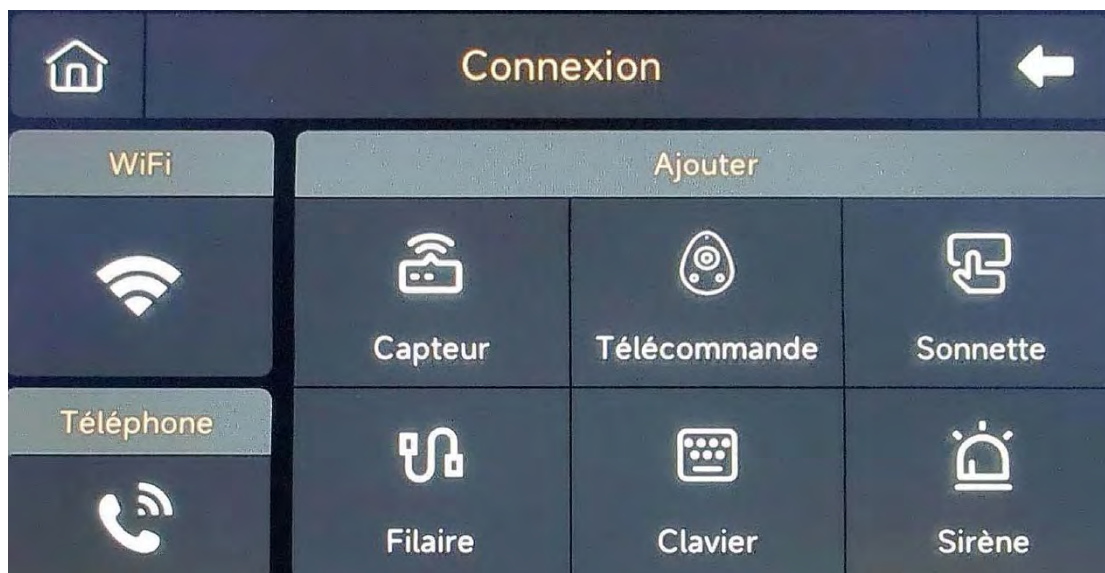 Connexion
WiFi
Ajouter
Capteur
Télécommande
Sonnette
Téléphone
Filaire
Clavier
Sirène